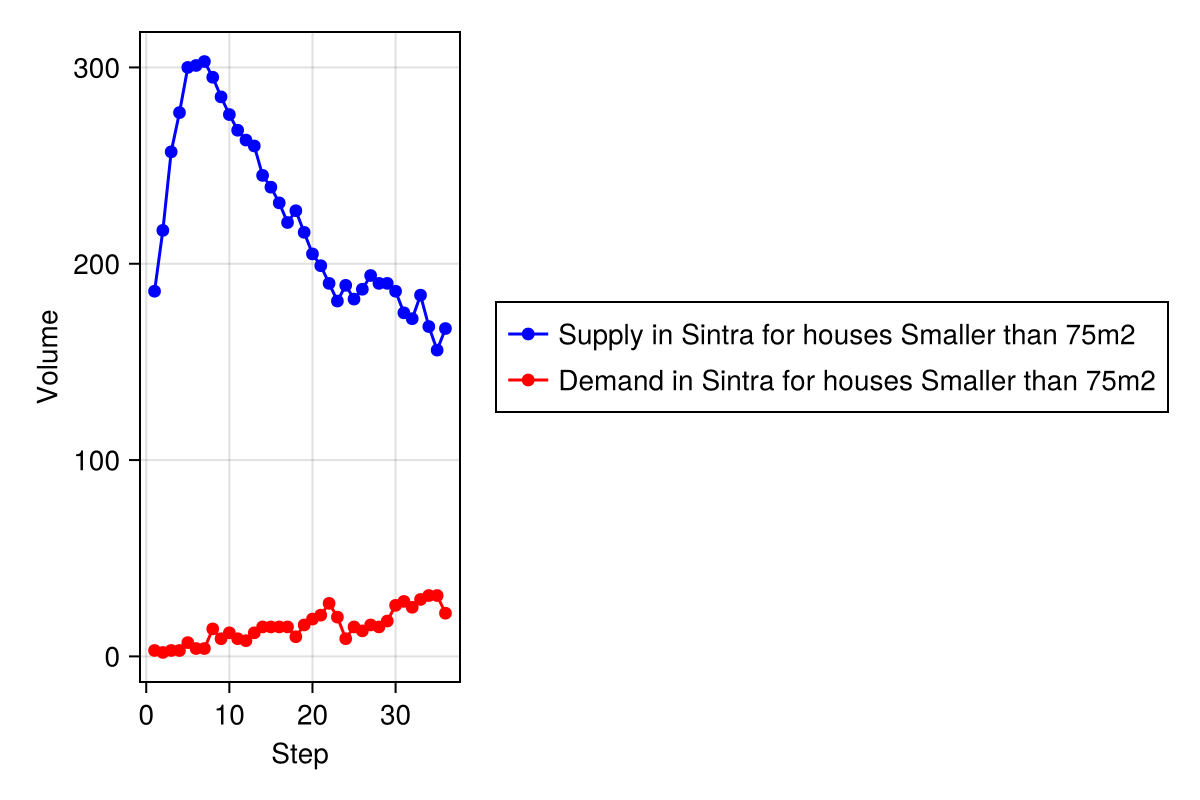 300
200
100
0
Volume
0 10 20 30
Step
Supply in Sintra for houses Smaller than 75m2
Demand in Sintra for houses Smaller than 75m2